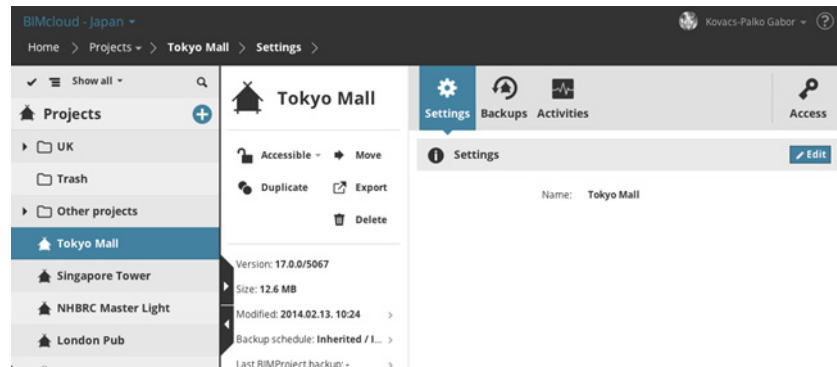 BIMcloud - Japan
Kovacs-Palko Gabor
?
Home > Projects > Tokyo Mall > Settings >
Show all
Projects
UK
Trash
Other projects
Tokyo Mall
Singapore Tower
NHBRC Master Light
London Pub
Tokyo Mall
Accessible
Move
Duplicate
Export
Delete
Version: 17.0.0/5067
Size: 12.6 MB
Modified: 2014.02.13. 10:24 >
Backup schedule: Inherited / I... >
Last BIMProject backup: - >
Settings
Backups
Activities
Access
Settings
Edit
Name: Tokyo Mall